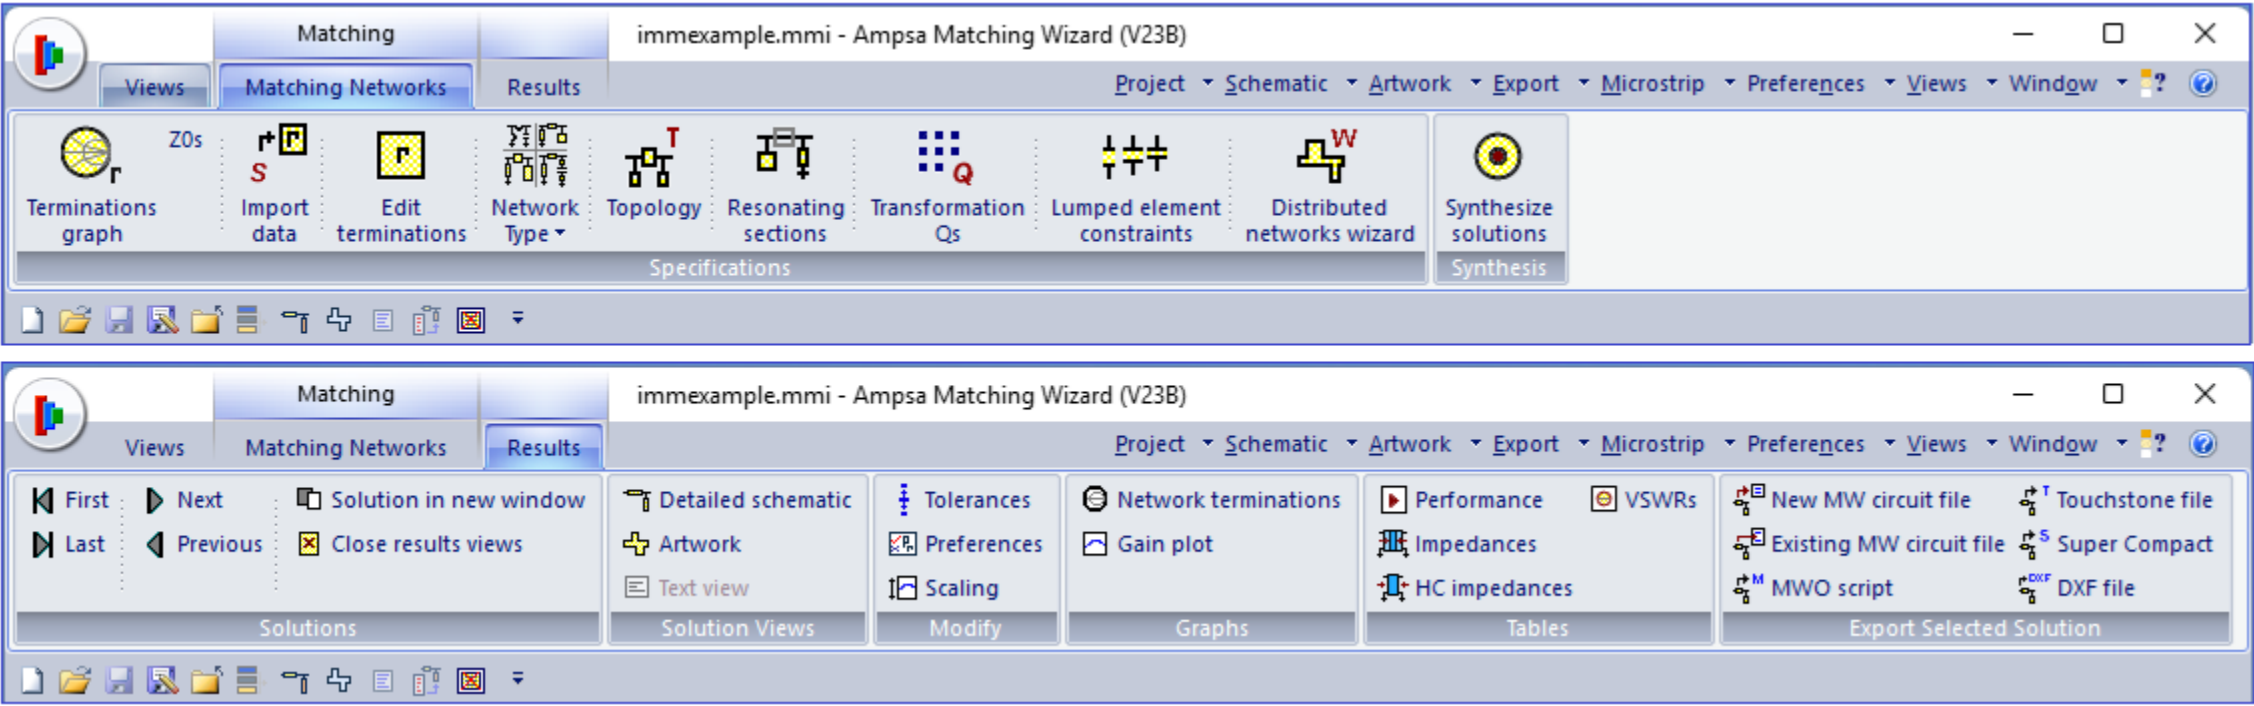 Matching
immexample.mmi - Ampsa Matching Wizard (V23B)
Views Matching Networks Results
Project Schematic Artwork Export Microstrip Preferences Views Window ?
Z0s
Terminations graph
Import data
Edit terminations
Network Type
Topology
Resonating sections
Transformation Qs
Lumped element constraints
Distributed networks wizard
Synthesize solutions
Specifications
Synthesis
Matching
immexample.mmi - Ampsa Matching Wizard (V23B)
Views Matching Networks Results
Project Schematic Artwork Export Microstrip Preferences Views Window ?
First Next Solution in new window
Last Previous Close results views
Solutions
Detailed schematic
Artwork
Text view
Solution Views
Tolerances
Preferences
Scaling
Modify
Network terminations
Gain plot
Graphs
Performance VSWRs
Impedances
HC impedances
Tables
New MW circuit file Touchstone file
Existing MW circuit file Super Compact
MWO script DXF file
Export Selected Solution